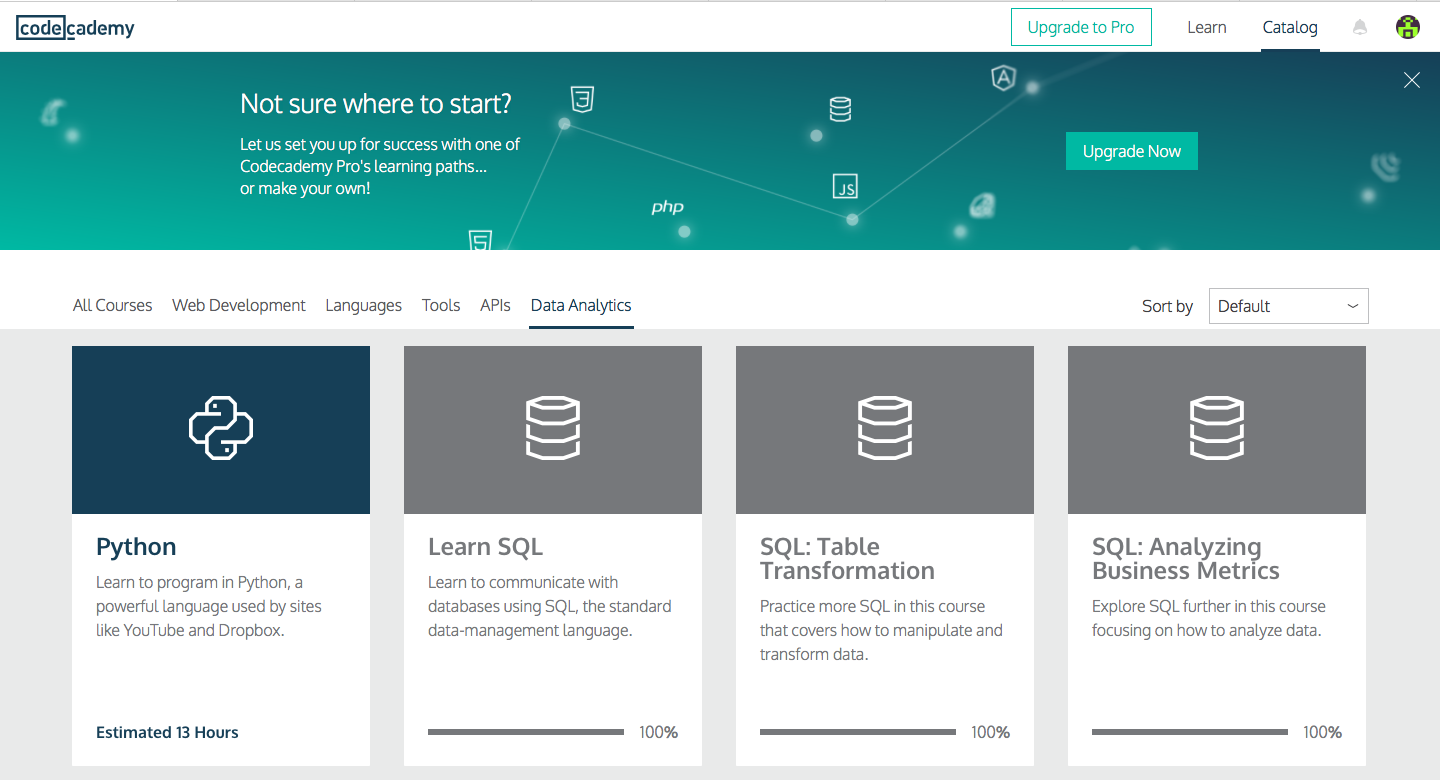 codecademy
Upgrade to Pro
Learn
Catalog
Not sure where to start?
Let us set you up for success with one of
Codecademy Pro's learning paths...
or make your own!
Upgrade Now
3
A
JS
php
5
All Courses
Web Development
Languages
Tools
APIs
Data Analytics
Sort by
Default
Python
Learn to program in Python, a
powerful language used by sites
like YouTube and Dropbox.
Estimated 13 Hours
Learn SQL
Learn to communicate with
databases using SQL, the standard
data-management language.
100%
SQL: Table
Transformation
Practice more SQL in this course
that covers how to manipulate and
transform data.
100%
SQL: Analyzing
Business Metrics
Explore SQL further in this course
focusing on how to analyze data.
100%